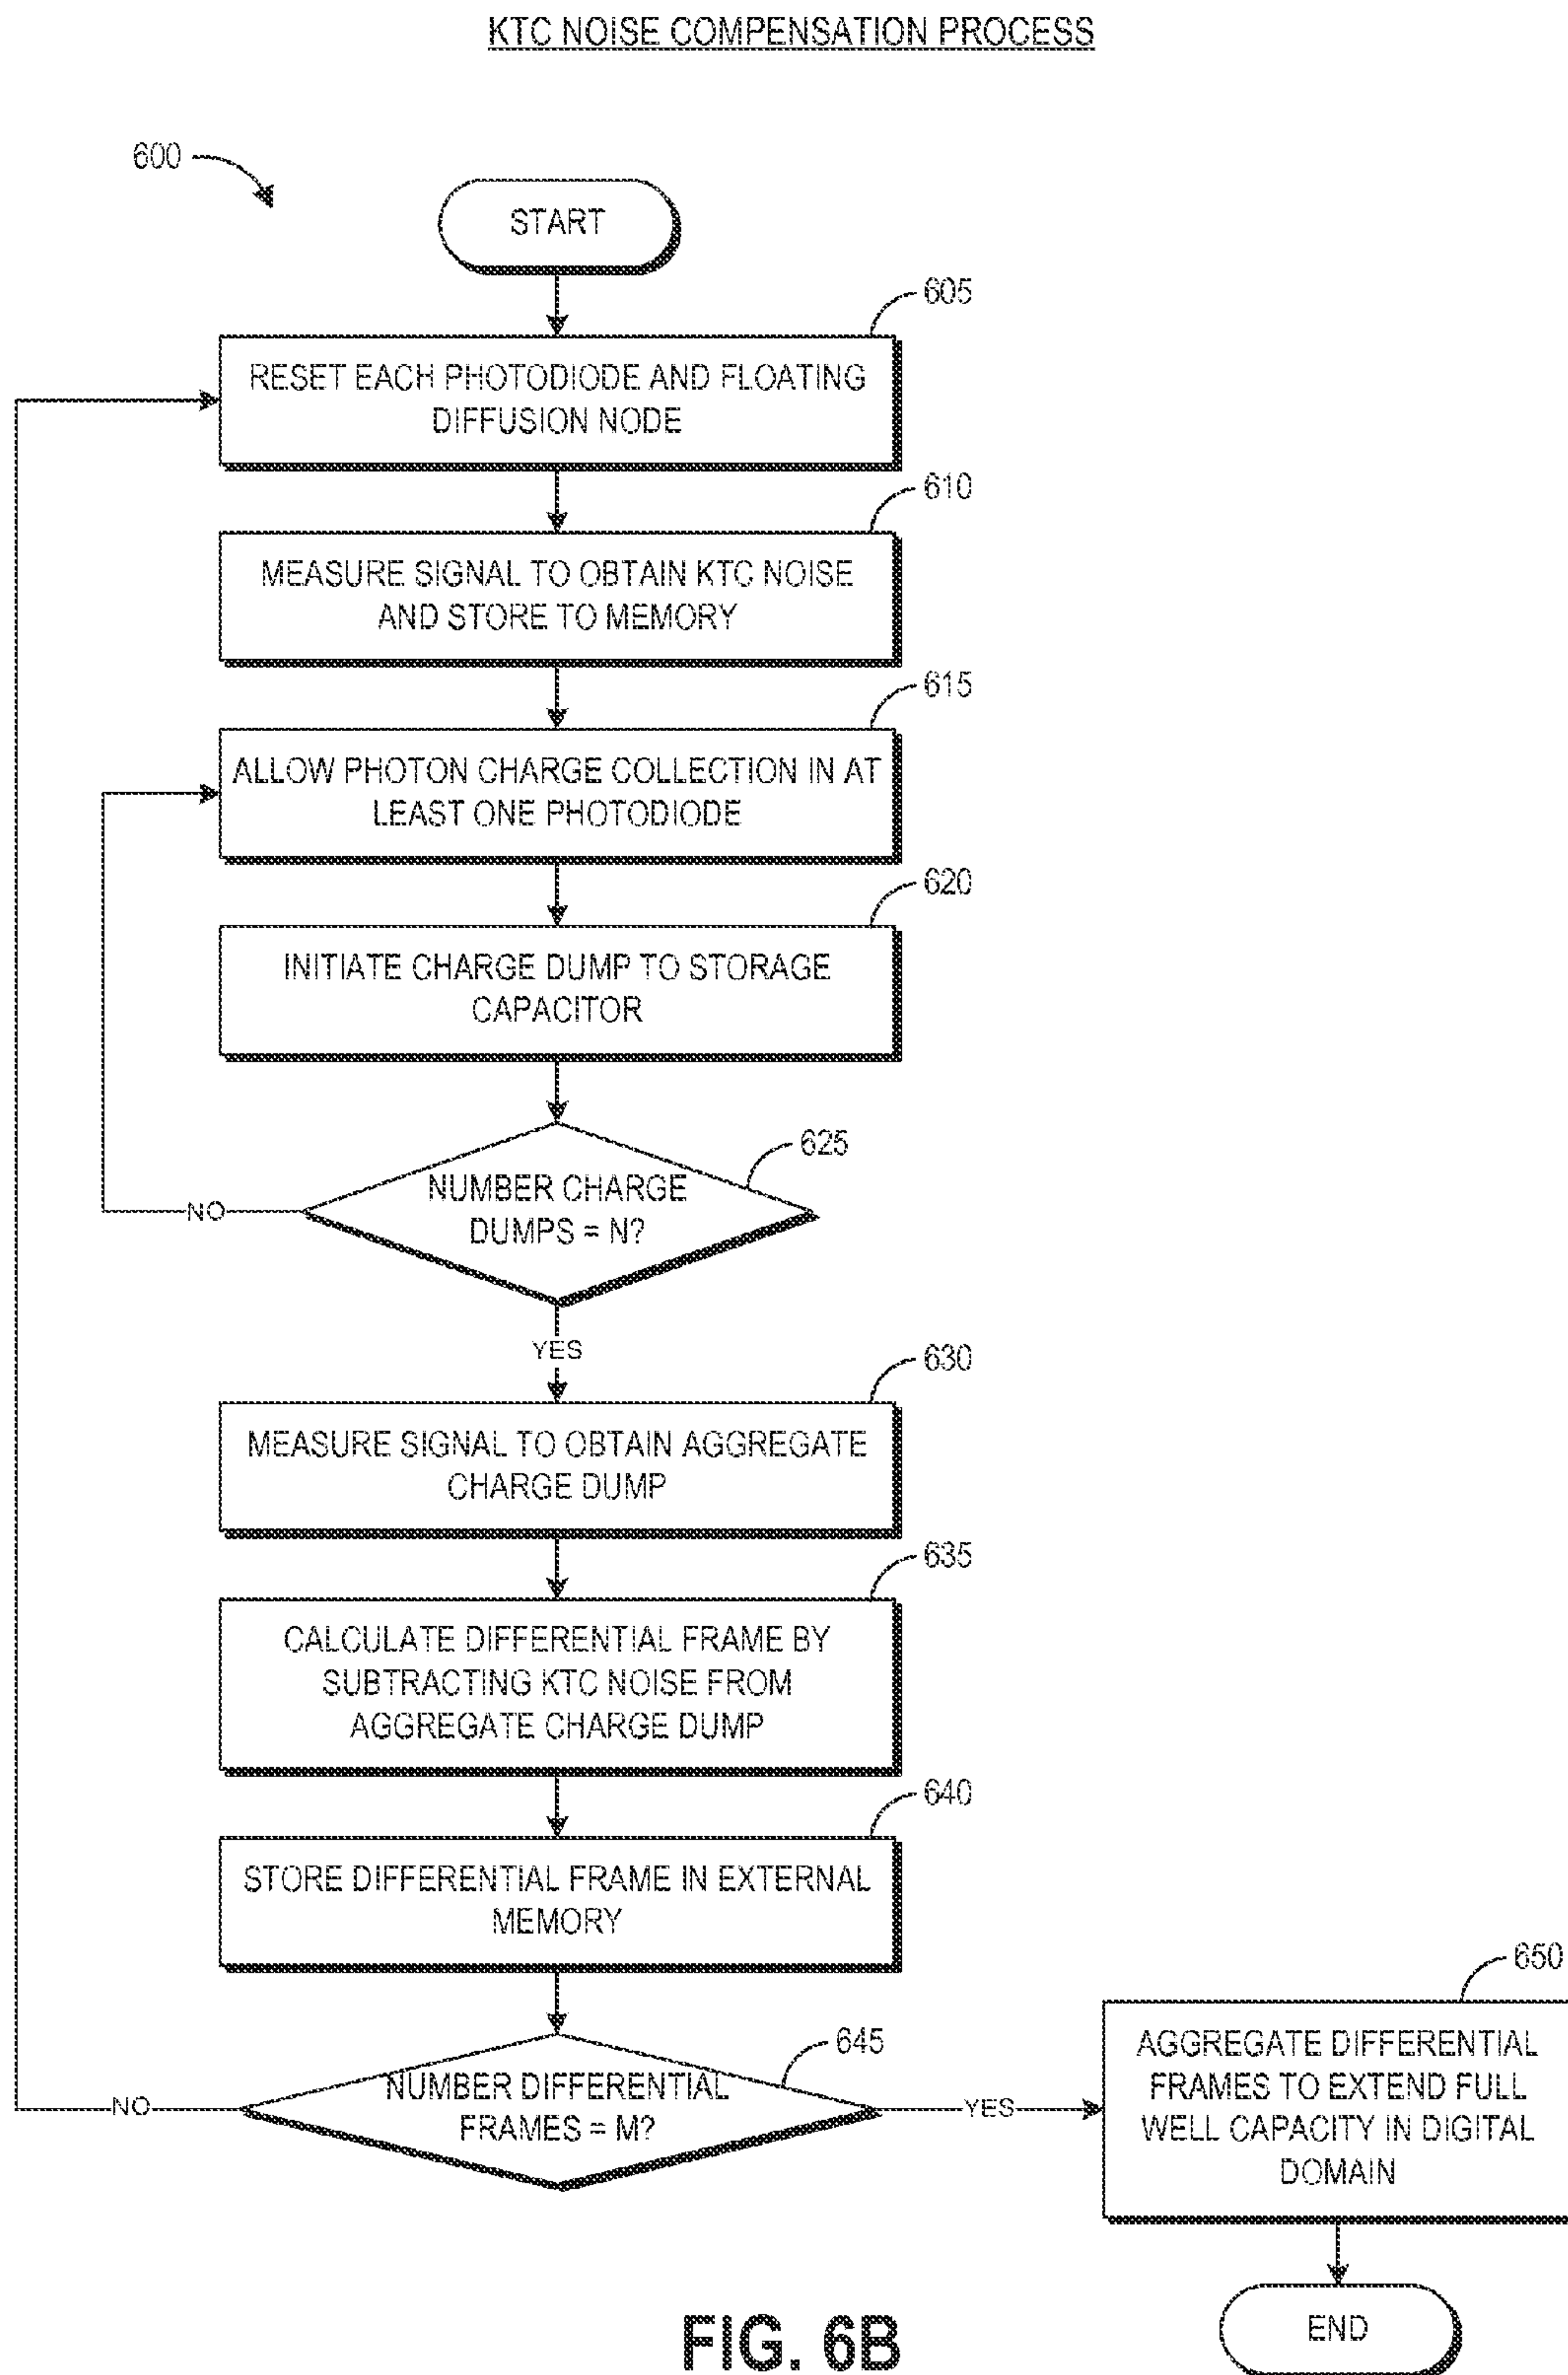 KTC NOISE COMPENSATION PROCESS
600
START
605
RESET EACH PHOTODIODE AND FLOATING
DIFFUSION NODE
610
MEASURE SIGNAL TO OBTAIN KTC NOISE
AND STORE TO MEMORY
615
ALLOW PHOTON CHARGE COLLECTION IN AT
LEAST ONE PHOTODIODE
620
INITIATE CHARGE DUMP TO STORAGE
CAPACITOR
625
NUMBER CHARGE
DUMPS = N?
NO
YES
630
MEASURE SIGNAL TO OBTAIN AGGREGATE
CHARGE DUMP
635
CALCULATE DIFFERENTIAL FRAME BY
SUBTRACTING KTC NOISE FROM
AGGREGATE CHARGE DUMP
640
STORE DIFFERENTIAL FRAME IN EXTERNAL
MEMORY
645
NUMBER DIFFERENTIAL
FRAMES = M?
NO
YES
650
AGGREGATE DIFFERENTIAL
FRAMES TO EXTEND FULL
WELL CAPACITY IN DIGITAL
DOMAIN
END
FIG. 6B